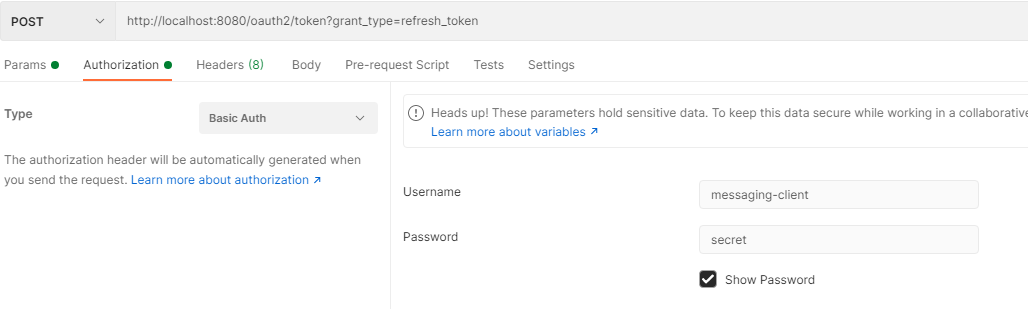 POST http://localhost:8080/oauth2/token?grant_type=refresh_token
Params Authorization Headers (8) Body Pre-request Script Tests Settings
Type Basic Auth
The authorization header will be automatically generated when
you send the request. Learn more about authorization ↗
Heads up! These parameters hold sensitive data. To keep this data secure while working in a collaborative
Learn more about variables ↗
Username messaging-client
Password secret
Show Password